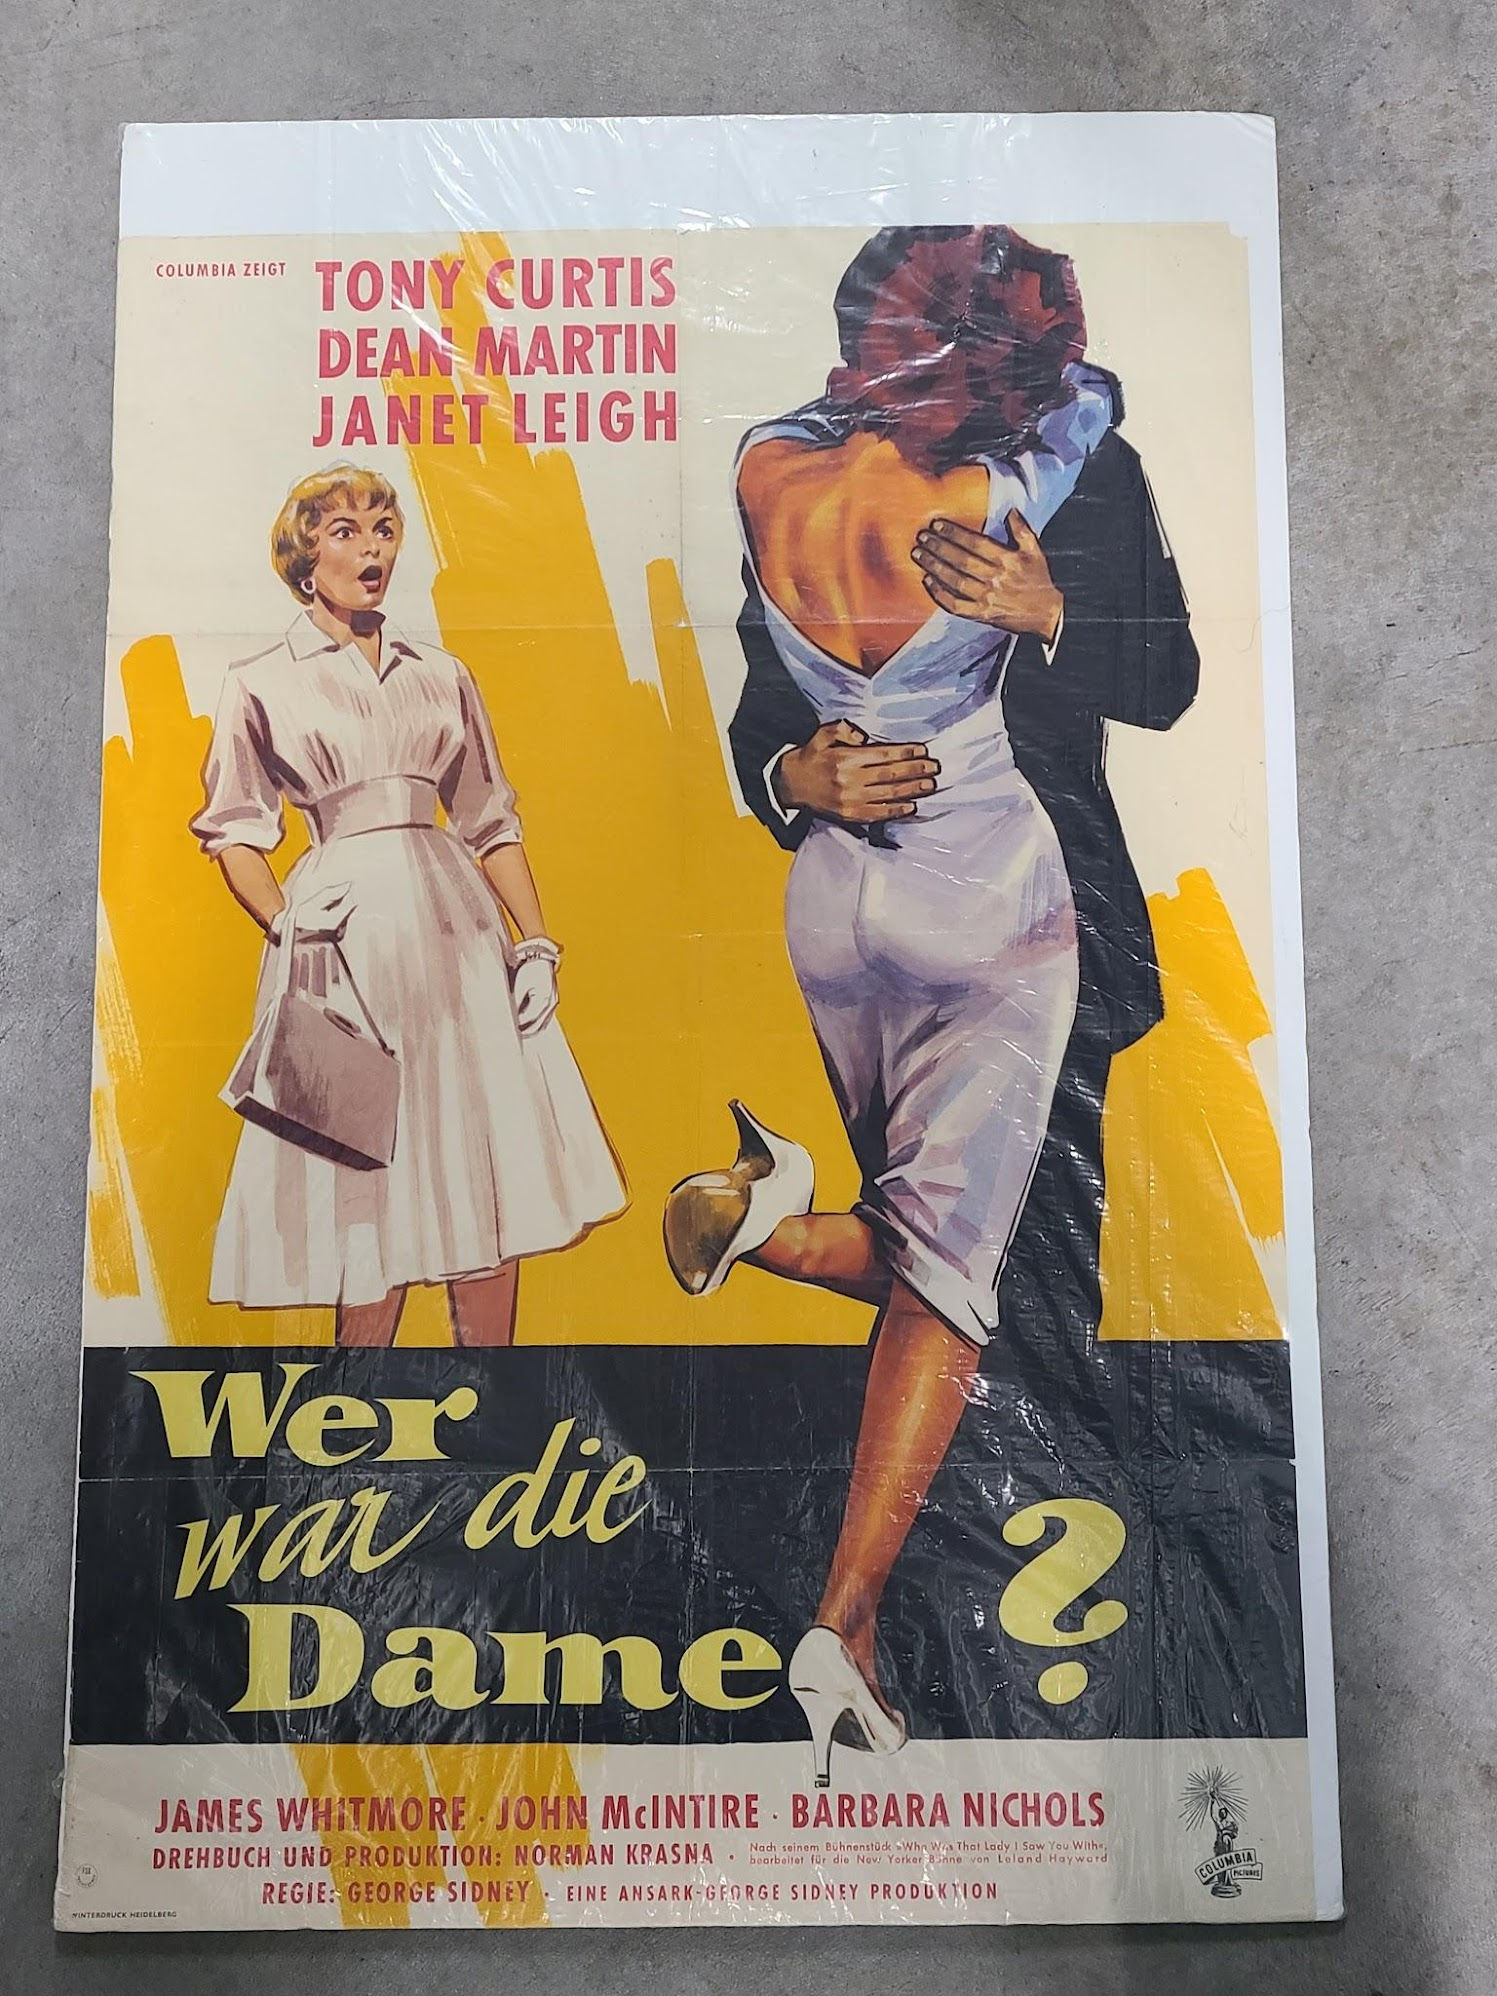 COLUMBIA ZEIGT
TONY CURTIS
DEAN MARTIN
JANET LEIGH
Wer
war die
Dame ?
JAMES WHITMORE · JOHN McINTIRE · BARBARA NICHOLS
DREHBUCH UND PRODUKTION: NORMAN KRASNA ·
Nach seinem Bühnenstück »Who Was That Lady I Saw You With«,
bearbeitet für die New Yorker Bühne von Leland Hayward
REGIE: GEORGE SIDNEY · EINE ANSARK-GEORGE SIDNEY PRODUKTION
COLUMBIA
PICTURES
WINTERDRUCK HEIDELBERG